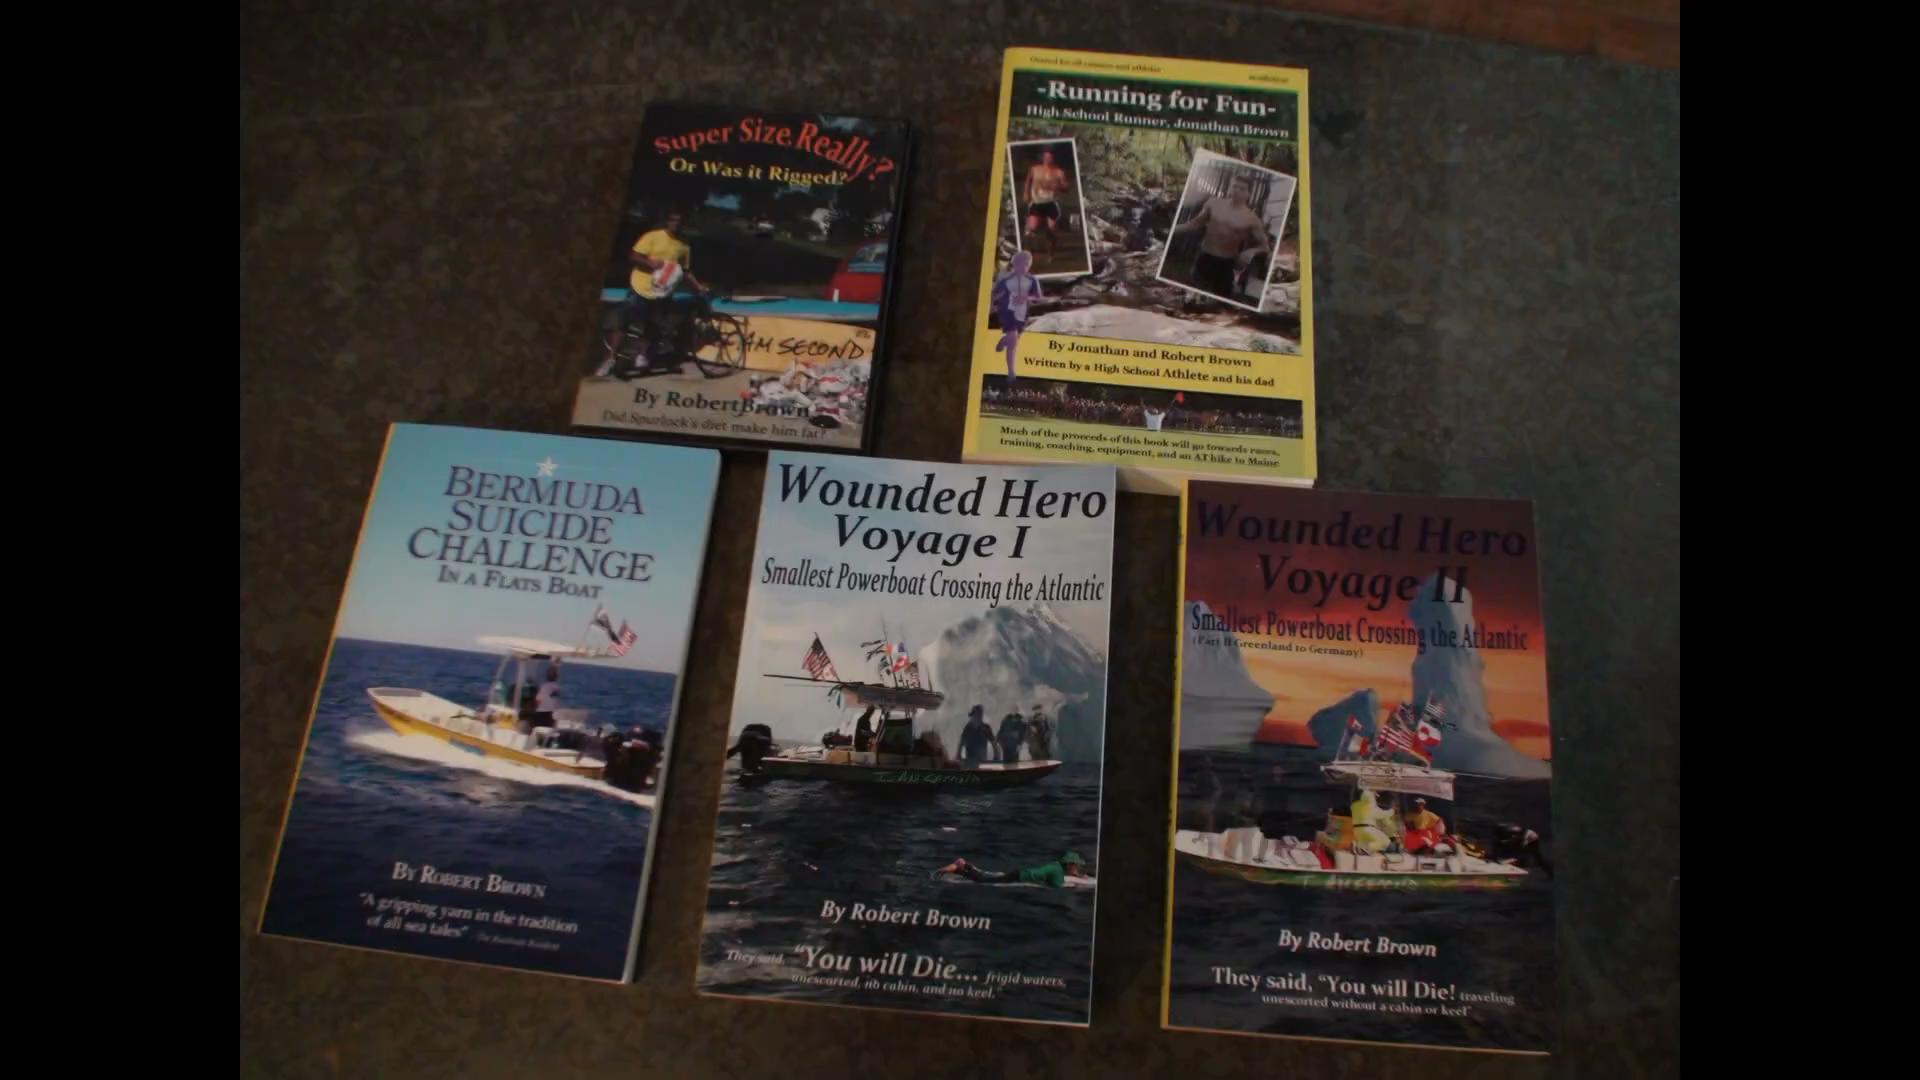 Super Size, Really?
Or Was it Rigged?
I AM SECOND
By Robert Brown
Did Spurlock's diet make him fat?
-Running for Fun-
High School Runner, Jonathan Brown
By Jonathan and Robert Brown
Written by a High School Athlete and his dad
Much of the proceeds of this book will go towards races,
training, coaching, equipment, and an AT hike to Maine
BERMUDA
SUICIDE
CHALLENGE
IN A FLATS BOAT
BY ROBERT BROWN
"A gripping yarn in the tradition
of all sea tales"
Wounded Hero
Voyage I
Smallest Powerboat Crossing the Atlantic
By Robert Brown
They said, "You will Die... frigid waters,
unescorted, no cabin, and no keel."
Wounded Hero
Voyage II
Smallest Powerboat Crossing the Atlantic
(Part II Greenland to Germany)
By Robert Brown
They said, "You will Die! traveling
unescorted without a cabin or keel"